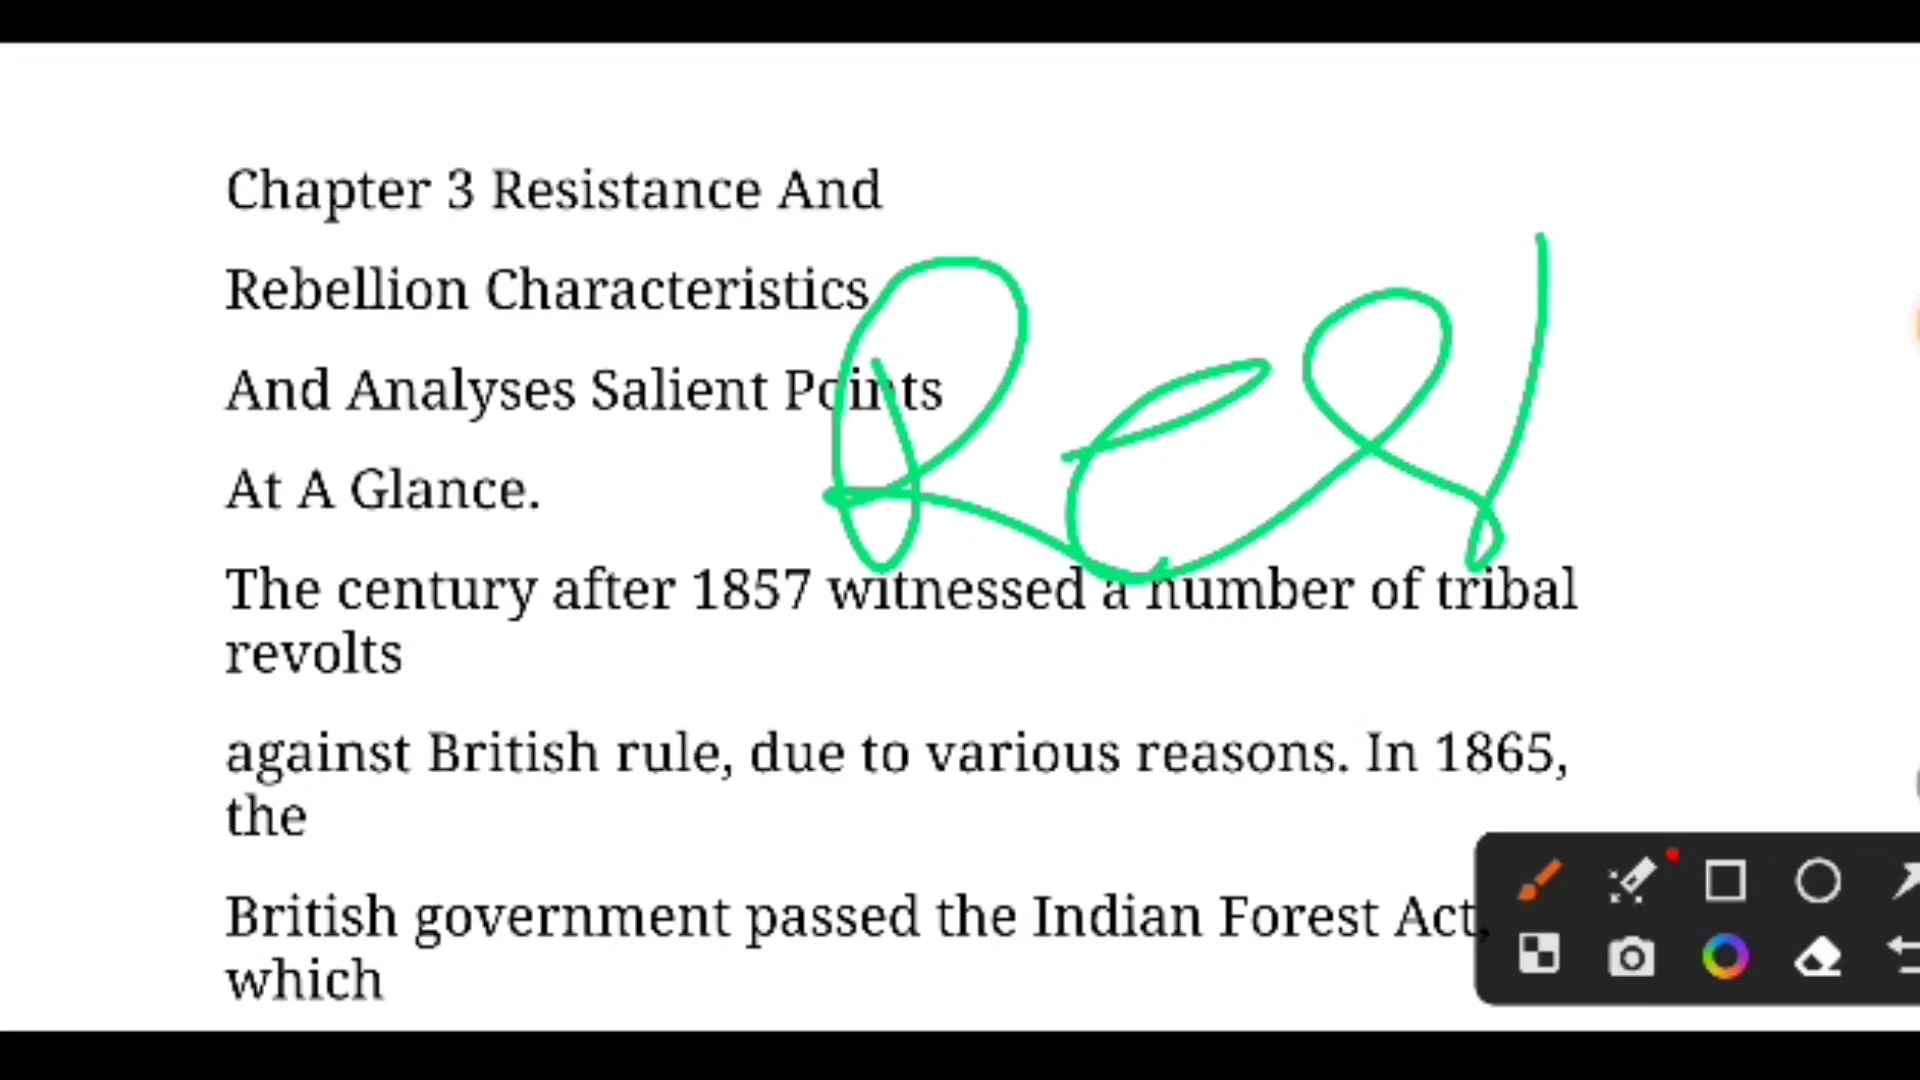 Chapter 3 Resistance And
Rebellion Characteristics
And Analyses Salient Points
At A Glance.
The century after 1857 witnessed a number of tribal
revolts
against British rule, due to various reasons. In 1865,
the
British government passed the Indian Forest Act,
which